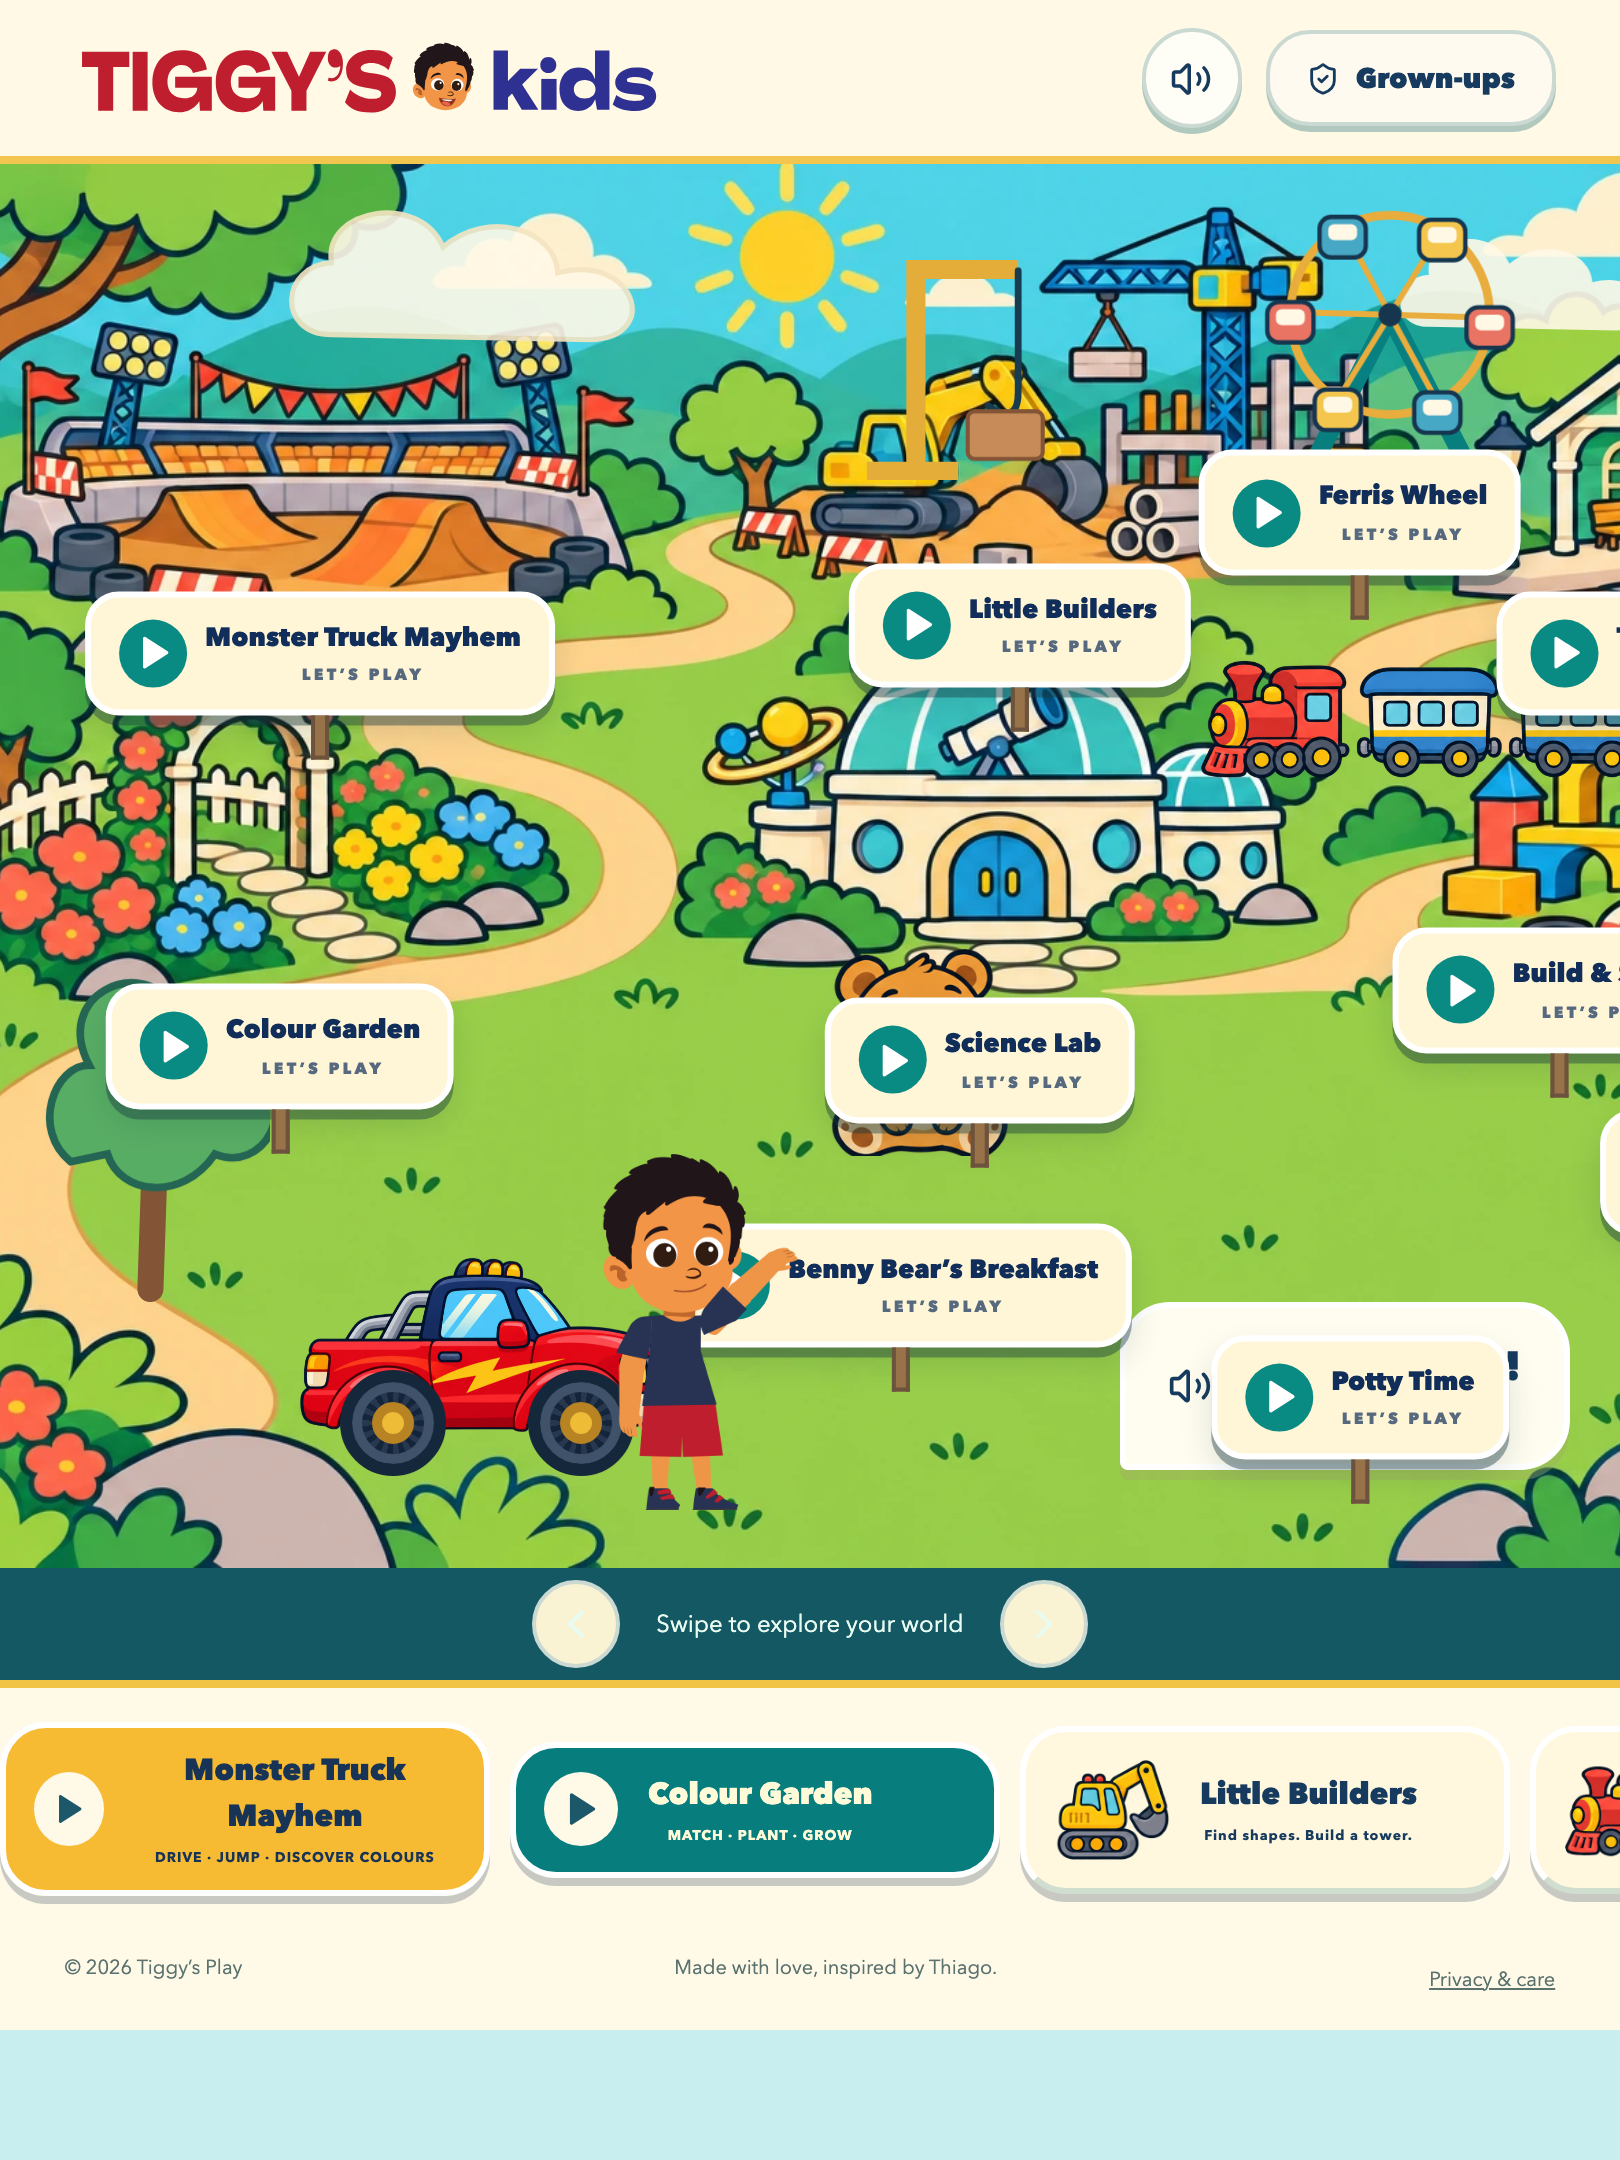 TIGGY'S kids
Grown-ups
Ferris Wheel
LET'S PLAY
Little Builders
LET'S PLAY
Monster Truck Mayhem
LET'S PLAY
Build &
LET'S P
Colour Garden
LET'S PLAY
Science Lab
LET'S PLAY
Benny Bear's Breakfast
LET'S PLAY
!
Potty Time
LET'S PLAY
Swipe to explore your world
Monster Truck
Mayhem
DRIVE · JUMP · DISCOVER COLOURS
Colour Garden
MATCH · PLANT · GROW
Little Builders
Find shapes. Build a tower.
© 2026 Tiggy's Play
Made with love, inspired by Thiago.
Privacy & care